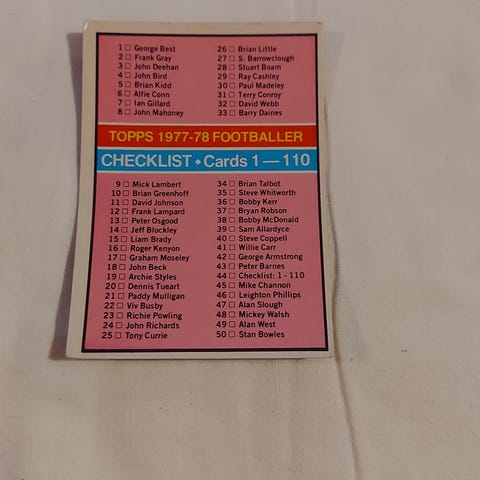 1 □ George Best
2 □ Frank Gray
3 □ John Deehan
4 □ John Bird
5 □ Brian Kidd
6 □ Alfie Conn
7 □ Ian Gillard
8 □ John Mahoney
26 □ Brian Little
27 □ S. Barrowclough
28 □ Stuart Boam
29 □ Ray Cashley
30 □ Paul Madeley
31 □ Terry Conroy
32 □ David Webb
33 □ Barry Daines
TOPPS 1977-78 FOOTBALLER
CHECKLIST • Cards 1 — 110
9 □ Mick Lambert
10 □ Brian Greenhoff
11 □ David Johnson
12 □ Frank Lampard
13 □ Peter Osgood
14 □ Jeff Blockley
15 □ Liam Brady
16 □ Roger Kenyon
17 □ Graham Moseley
18 □ John Beck
19 □ Archie Styles
20 □ Dennis Tueart
21 □ Paddy Mulligan
22 □ Viv Busby
23 □ Richie Powling
24 □ John Richards
25 □ Tony Currie
34 □ Brian Talbot
35 □ Steve Whitworth
36 □ Bobby Kerr
37 □ Bryan Robson
38 □ Bobby McDonald
39 □ Sam Allardyce
40 □ Steve Coppell
41 □ Willie Carr
42 □ George Armstrong
43 □ Peter Barnes
44 □ Checklist: 1 - 110
45 □ Mike Channon
46 □ Leighton Phillips
47 □ Alan Slough
48 □ Mickey Walsh
49 □ Alan West
50 □ Stan Bowles